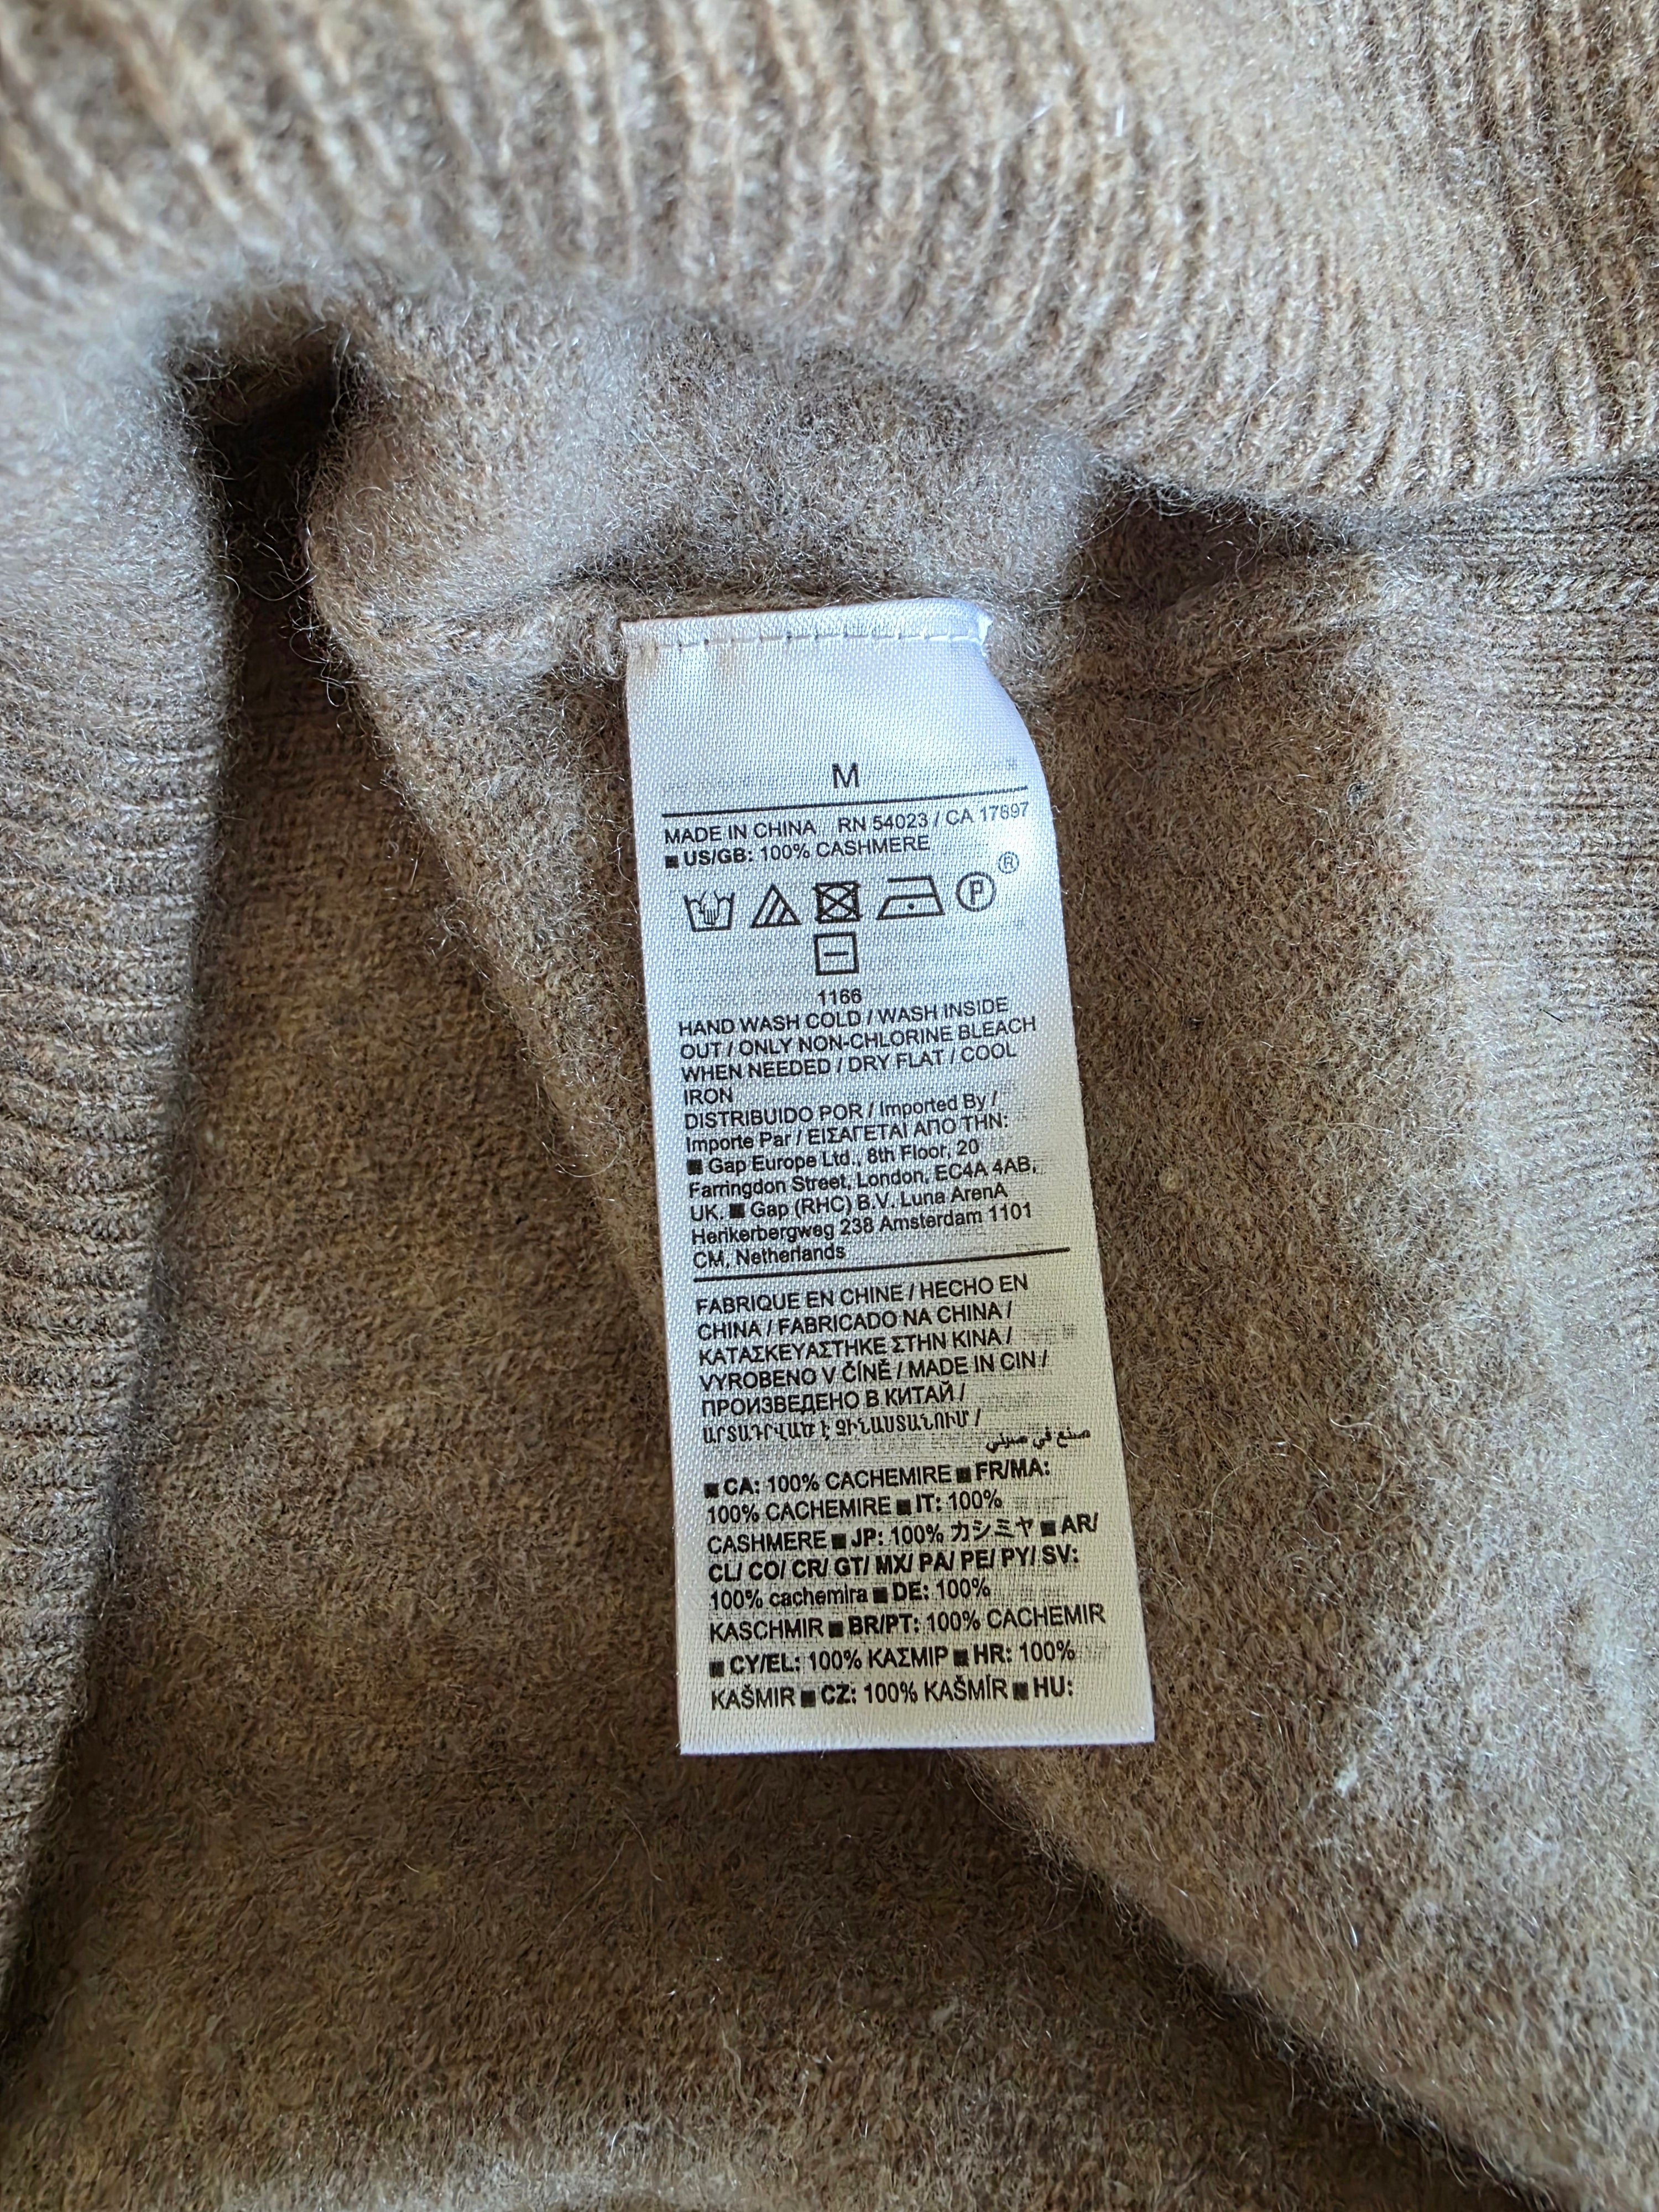 M
MADE IN CHINA RN 54023 / CA 17897
■ US/GB: 100% CASHMERE
P ®
1166
HAND WASH COLD / WASH INSIDE
OUT / ONLY NON-CHLORINE BLEACH
WHEN NEEDED / DRY FLAT / COOL
IRON
DISTRIBUIDO POR / Imported By /
Importe Par / ΕΙΣΑΓΕΤΑΙ ΑΠΟ ΤΗΝ:
■ Gap Europe Ltd., 8th Floor, 20
Farringdon Street, London, EC4A 4AB,
UK. ■ Gap (RHC) B.V. Luna ArenA
Herikerbergweg 238 Amsterdam 1101
CM, Netherlands
FABRIQUE EN CHINE / HECHO EN
CHINA / FABRICADO NA CHINA /
ΚΑΤΑΣΚΕΥΑΣΤΗΚΕ ΣΤΗΝ ΚΙΝΑ /
VYROBENO V ČÍNĚ / MADE IN CIN /
ПРОИЗВЕДЕНО В КИТАЙ /
ԱՐՏԱԴՐՎԱԾ Է ՉԻՆԱՍՏԱՆՈՒՄ /
صنع في صيني
■ CA: 100% CACHEMIRE ■ FR/MA:
100% CACHEMIRE ■ IT: 100%
CASHMERE ■ JP: 100% カシミヤ ■ AR/
CL/ CO/ CR/ GT/ MX/ PA/ PE/ PY/ SV:
100% cachemira ■ DE: 100%
KASCHMIR ■ BR/PT: 100% CACHEMIR
■ CY/EL: 100% ΚΑΣΜΙΡ ■ HR: 100%
KAŠMIR ■ CZ: 100% KAŠMÍR ■ HU: